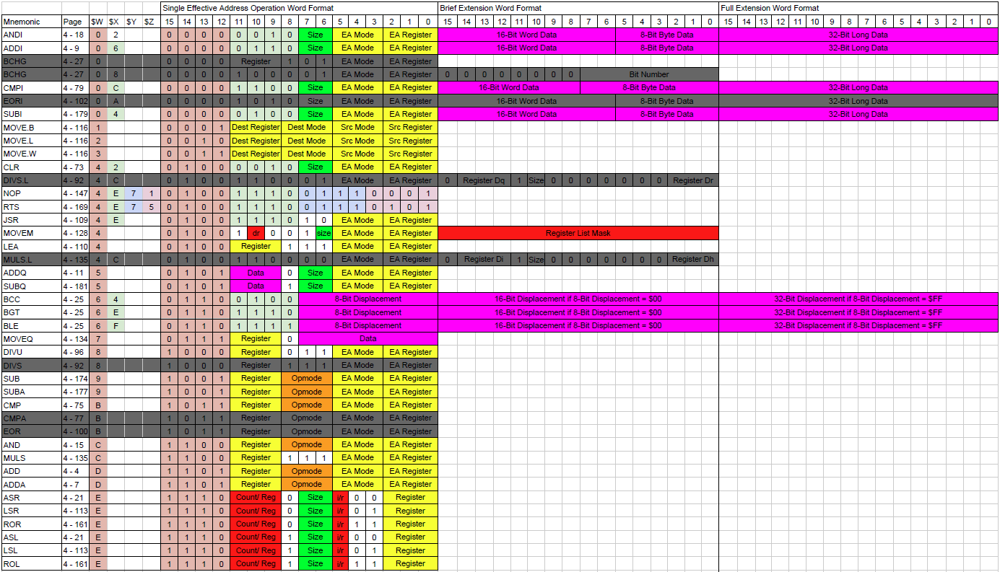 Single Effective Address Operation Word Format Brief Extension Word Format Full Extension Word Format
Mnemonic Page $W $X $Y $Z 15 14 13 12 11 10 9 8 7 6 5 4 3 2 1 0 15 14 13 12 11 10 9 8 7 6 5 4 3 2 1 0 15 14 13 12 11 10 9 8 7 6 5 4 3 2 1 0
ANDI 4 - 18 0 2 0 0 0 0 0 0 1 0 Size EA Mode EA Register 16-Bit Word Data 8-Bit Byte Data 32-Bit Long Data
ADDI 4 - 9 0 6 0 0 0 0 0 1 1 0 Size EA Mode EA Register 16-Bit Word Data 8-Bit Byte Data 32-Bit Long Data
BCHG 4 - 27 0 0 0 0 0 Register 1 0 1 EA Mode EA Register
BCHG 4 - 27 0 8 0 0 0 0 1 0 0 0 0 1 EA Mode EA Register 0 0 0 0 0 0 0 0 Bit Number
CMPI 4 - 79 0 C 0 0 0 0 1 1 0 0 Size EA Mode EA Register 16-Bit Word Data 8-Bit Byte Data 32-Bit Long Data
EORI 4 - 102 0 A 0 0 0 0 1 0 1 0 Size EA Mode EA Register 16-Bit Word Data 8-Bit Byte Data 32-Bit Long Data
SUBI 4 - 179 0 4 0 0 0 0 0 1 0 0 Size EA Mode EA Register 16-Bit Word Data 8-Bit Byte Data 32-Bit Long Data
MOVE.B 4 - 116 1 0 0 0 1 Dest Register Dest Mode Src Mode Src Register
MOVE.L 4 - 116 2 0 0 1 0 Dest Register Dest Mode Src Mode Src Register
MOVE.W 4 - 116 3 0 0 1 1 Dest Register Dest Mode Src Mode Src Register
CLR 4 - 73 4 2 0 1 0 0 0 0 1 0 Size EA Mode EA Register
DIVS.L 4 - 92 4 C 0 1 0 0 1 1 0 0 0 1 EA Mode EA Register 0 Register Dq 1 Size 0 0 0 0 0 0 0 Register Dr
NOP 4 - 147 4 E 7 1 0 1 0 0 1 1 1 0 0 1 1 1 0 0 0 1
RTS 4 - 169 4 E 7 5 0 1 0 0 1 1 1 0 0 1 1 1 0 1 0 1
JSR 4 - 109 4 E 0 1 0 0 1 1 1 0 1 0 EA Mode EA Register
MOVEM 4 - 128 4 0 1 0 0 1 dr 0 0 1 size EA Mode EA Register Register List Mask
LEA 4 - 110 4 0 1 0 0 Register 1 1 1 EA Mode EA Register
MULS.L 4 - 135 4 C 0 1 0 0 1 1 0 0 0 0 EA Mode EA Register 0 Register Di 1 Size 0 0 0 0 0 0 0 Register Dh
ADDQ 4 - 11 5 0 1 0 1 Data 0 Size EA Mode EA Register
SUBQ 4 - 181 5 0 1 0 1 Data 1 Size EA Mode EA Register
BCC 4 - 25 6 4 0 1 1 0 0 1 0 0 8-Bit Displacement 16-Bit Displacement if 8-Bit Displacement = $00 32-Bit Displacement if 8-Bit Displacement = $FF
BGT 4 - 25 6 E 0 1 1 0 1 1 1 0 8-Bit Displacement 16-Bit Displacement if 8-Bit Displacement = $00 32-Bit Displacement if 8-Bit Displacement = $FF
BLE 4 - 25 6 F 0 1 1 0 1 1 1 1 8-Bit Displacement 16-Bit Displacement if 8-Bit Displacement = $00 32-Bit Displacement if 8-Bit Displacement = $FF
MOVEQ 4 - 134 7 0 1 1 1 Register 0 Data
DIVU 4 - 96 8 1 0 0 0 Register 0 1 1 EA Mode EA Register
DIVS 4 - 92 8 1 0 0 0 Register 1 1 1 EA Mode EA Register
SUB 4 - 174 9 1 0 0 1 Register Opmode EA Mode EA Register
SUBA 4 - 177 9 1 0 0 1 Register Opmode EA Mode EA Register
CMP 4 - 75 B 1 0 1 1 Register Opmode EA Mode EA Register
CMPA 4 - 77 B 1 0 1 1 Register Opmode EA Mode EA Register
EOR 4 - 100 B 1 0 1 1 Register Opmode EA Mode EA Register
AND 4 - 15 C 1 1 0 0 Register Opmode EA Mode EA Register
MULS 4 - 135 C 1 1 0 0 Register 1 1 1 EA Mode EA Register
ADD 4 - 4 D 1 1 0 1 Register Opmode EA Mode EA Register
ADDA 4 - 7 D 1 1 0 1 Register Opmode EA Mode EA Register
ASR 4 - 21 E 1 1 1 0 Count/ Reg 0 Size i/r 0 0 Register
LSR 4 - 113 E 1 1 1 0 Count/ Reg 0 Size i/r 0 1 Register
ROR 4 - 161 E 1 1 1 0 Count/ Reg 0 Size i/r 1 1 Register
ASL 4 - 21 E 1 1 1 0 Count/ Reg 1 Size i/r 0 0 Register
LSL 4 - 113 E 1 1 1 0 Count/ Reg 1 Size i/r 0 1 Register
ROL 4 - 161 E 1 1 1 0 Count/ Reg 1 Size i/r 1 1 Register